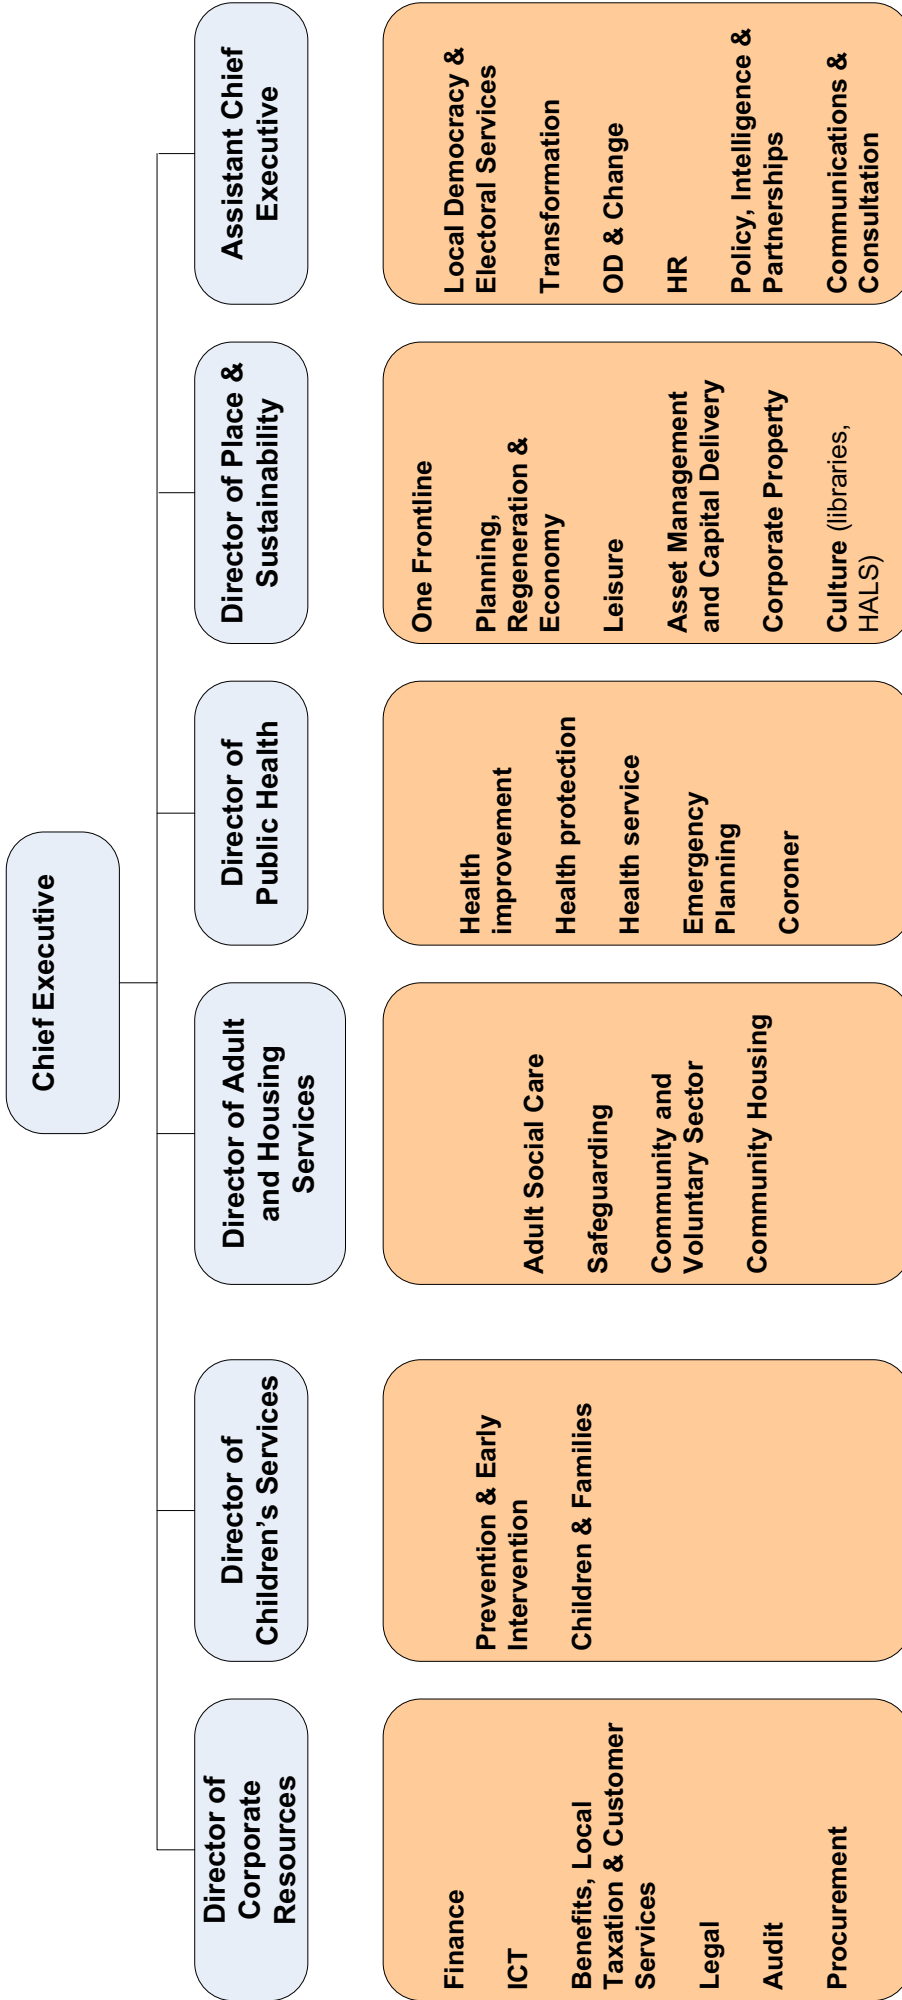 Chief Executive
Director of
Corporate
Resources
Director of
Children’s Services
Director of Adult
and Housing
Services
Director of
Public Health
Director of Place &
Sustainability
Assistant Chief
Executive
Finance
ICT
Benefits, Local
Taxation & Customer
Services
Legal
Audit
Procurement
Prevention & Early
Intervention
Children & Families
Adult Social Care
Safeguarding
Community and
Voluntary Sector
Community Housing
Health
improvement
Health protection
Health service
Emergency
Planning
Coroner
One Frontline
Planning,
Regeneration &
Economy
Leisure
Asset Management
and Capital Delivery
Corporate Property
Culture (libraries,
HALS)
Local Democracy &
Electoral Services
Transformation
OD & Change
HR
Policy, Intelligence &
Partnerships
Communications &
Consultation